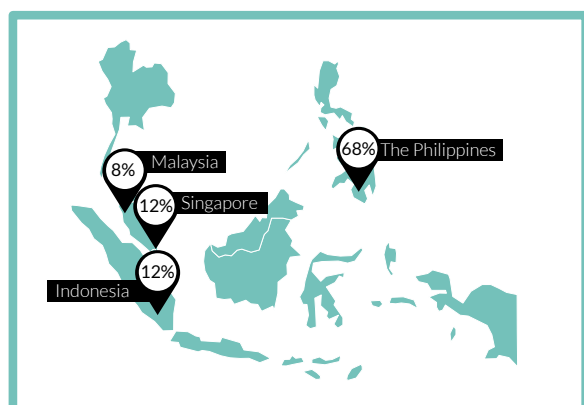 68%
The Philippines
8%
Malaysia
12%
Singapore
12%
Indonesia